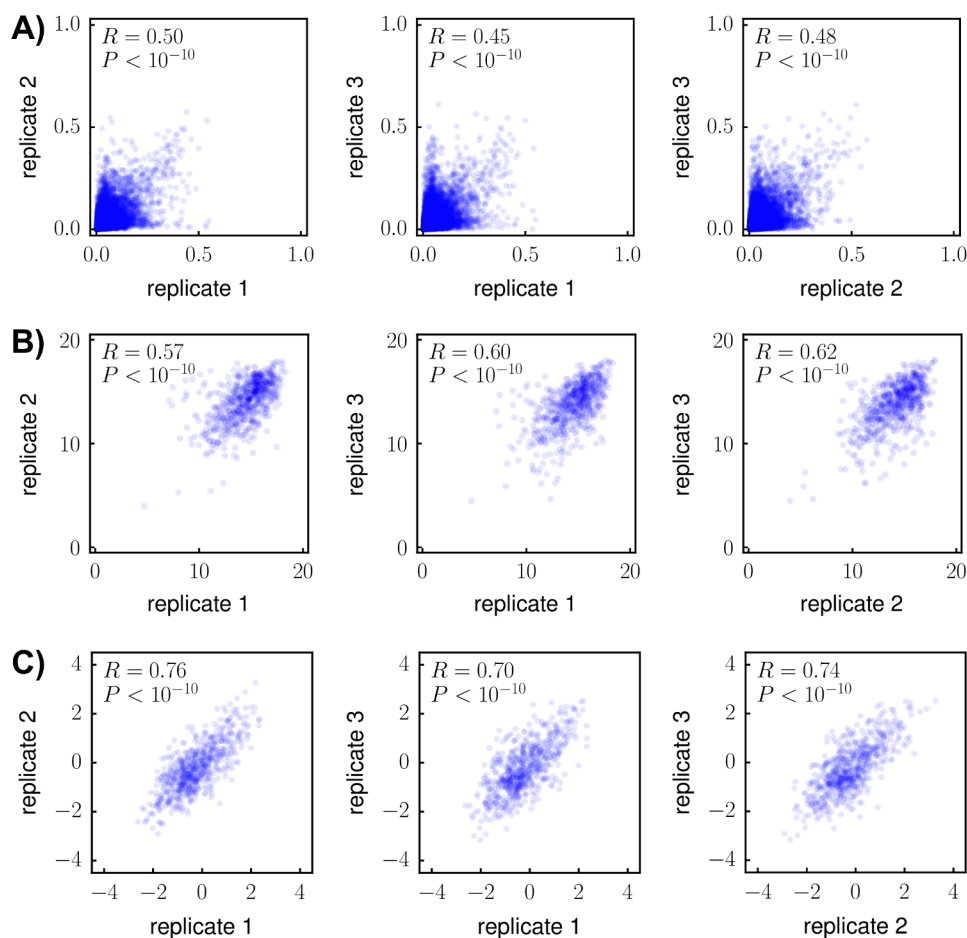 A)
R = 0.50
P < 10⁻¹⁰
1.0
0.5
0.0
replicate 2
0.0 0.5 1.0
replicate 1
R = 0.45
P < 10⁻¹⁰
1.0
0.5
0.0
replicate 3
0.0 0.5 1.0
replicate 1
R = 0.48
P < 10⁻¹⁰
1.0
0.5
0.0
replicate 3
0.0 0.5 1.0
replicate 2
B)
R = 0.57
P < 10⁻¹⁰
20
10
0
replicate 2
0 10 20
replicate 1
R = 0.60
P < 10⁻¹⁰
20
10
0
replicate 3
0 10 20
replicate 1
R = 0.62
P < 10⁻¹⁰
20
10
0
replicate 3
0 10 20
replicate 2
C)
R = 0.76
P < 10⁻¹⁰
4
2
0
−2
−4
replicate 2
−4 −2 0 2 4
replicate 1
R = 0.70
P < 10⁻¹⁰
4
2
0
−2
−4
replicate 3
−4 −2 0 2 4
replicate 1
R = 0.74
P < 10⁻¹⁰
4
2
0
−2
−4
replicate 3
−4 −2 0 2 4
replicate 2